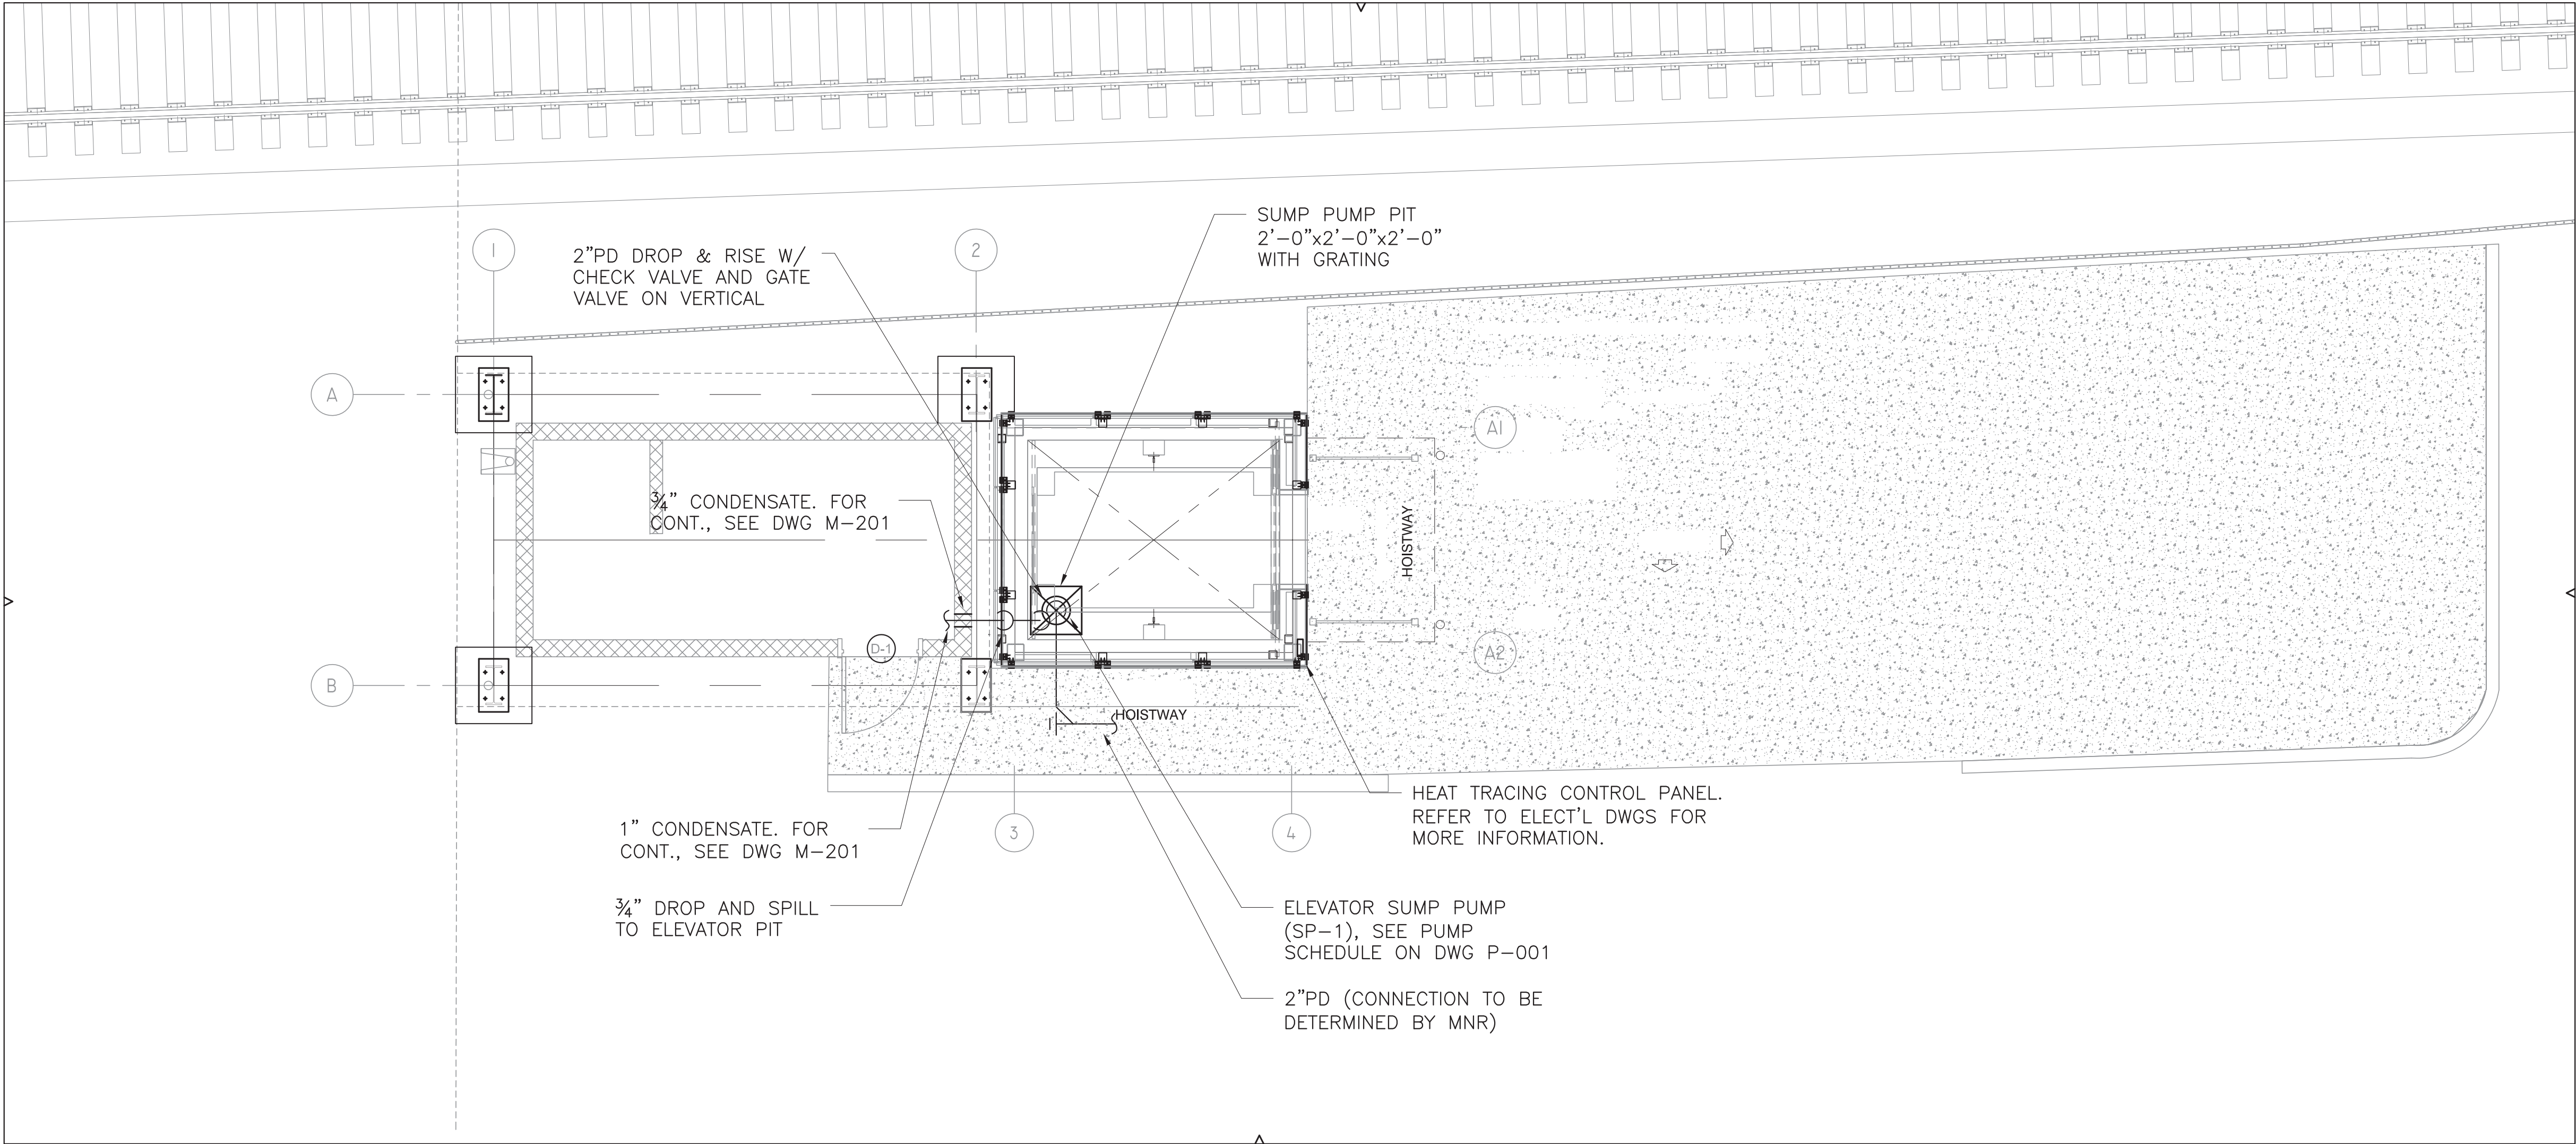 SUMP PUMP PIT
2'-0"x2'-0"x2'-0"
WITH GRATING
2"PD DROP & RISE W/
CHECK VALVE AND GATE
VALVE ON VERTICAL
1
2
A
A1
¾" CONDENSATE. FOR
CONT., SEE DWG M-201
HOISTWAY
D-1
A2
B
HOISTWAY
HEAT TRACING CONTROL PANEL.
REFER TO ELECT'L DWGS FOR
MORE INFORMATION.
1" CONDENSATE. FOR
CONT., SEE DWG M-201
3
4
¾" DROP AND SPILL
TO ELEVATOR PIT
ELEVATOR SUMP PUMP
(SP-1), SEE PUMP
SCHEDULE ON DWG P-001
2"PD (CONNECTION TO BE
DETERMINED BY MNR)